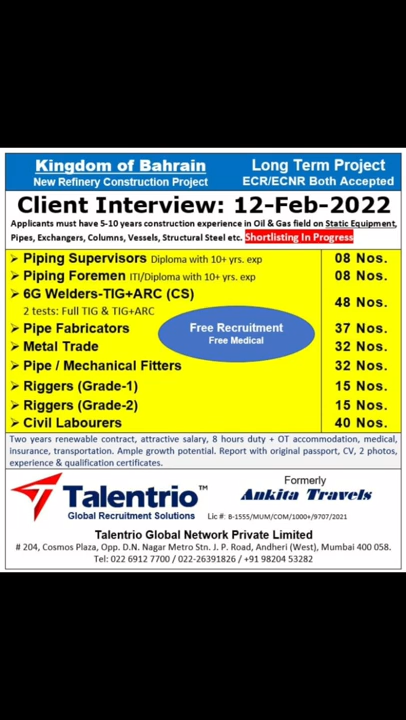 Kingdom of Bahrain
New Refinery Construction Project
Long Term Project
ECR/ECNR Both Accepted
Client Interview: 12-Feb-2022
Applicants must have 5-10 years construction experience in Oil & Gas field on Static Equipment,
Pipes, Exchangers, Columns, Vessels, Structural Steel etc. Shortlisting In Progress
➤ Piping Supervisors Diploma with 10+ yrs. exp 08 Nos.
➤ Piping Foremen ITI/Diploma with 10+ yrs. exp 08 Nos.
➤ 6G Welders-TIG+ARC (CS) 48 Nos.
2 tests: Full TIG & TIG+ARC
➤ Pipe Fabricators 37 Nos.
➤ Metal Trade 32 Nos.
➤ Pipe / Mechanical Fitters 32 Nos.
➤ Riggers (Grade-1) 15 Nos.
➤ Riggers (Grade-2) 15 Nos.
➤ Civil Labourers 40 Nos.
Free Recruitment
Free Medical
Two years renewable contract, attractive salary, 8 hours duty + OT accommodation, medical,
insurance, transportation. Ample growth potential. Report with original passport, CV, 2 photos,
experience & qualification certificates.
Talentrio™
Global Recruitment Solutions
Formerly
Ankita Travels
Lic #: B-1555/MUM/COM/1000+/9707/2021
Talentrio Global Network Private Limited
# 204, Cosmos Plaza, Opp. D.N. Nagar Metro Stn. J. P. Road, Andheri (West), Mumbai 400 058.
Tel: 022 6912 7700 / 022-26391826 / +91 98204 53282